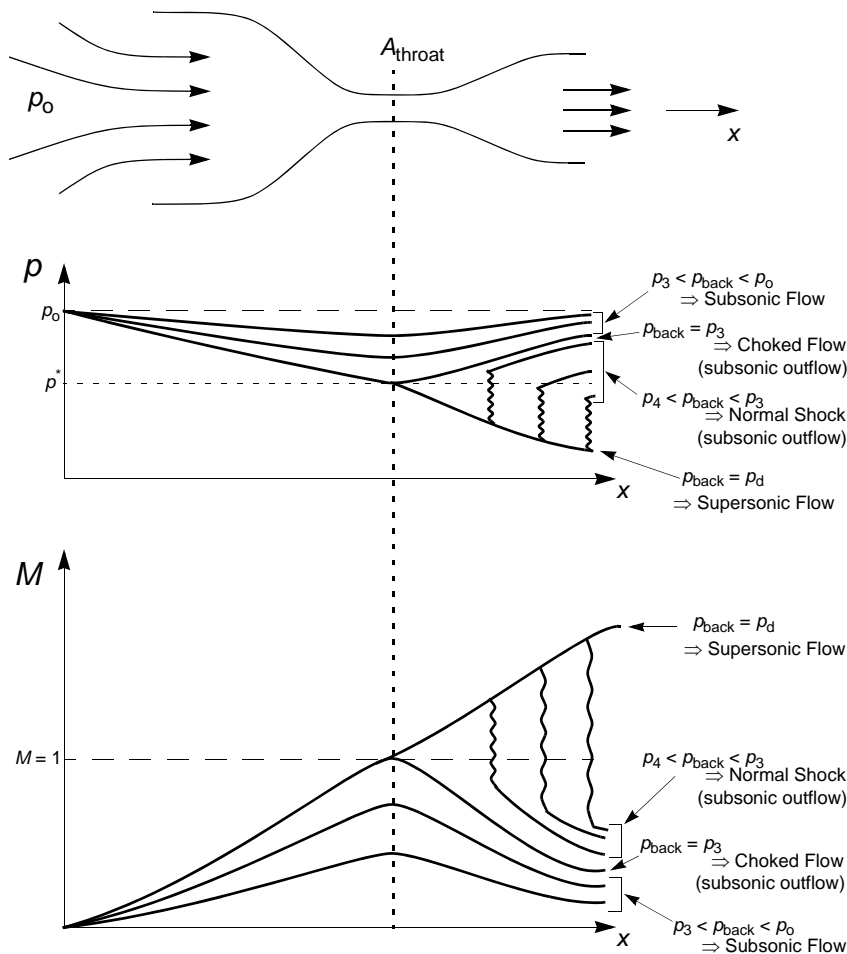 A_throat
p_o
x
p
p_o
p*
p_3 < p_back < p_o
⇒ Subsonic Flow
p_back = p_3
⇒ Choked Flow
(subsonic outflow)
p_4 < p_back < p_3
⇒ Normal Shock
(subsonic outflow)
p_back = p_d
⇒ Supersonic Flow
x
M
p_back = p_d
⇒ Supersonic Flow
M = 1
p_4 < p_back < p_3
⇒ Normal Shock
(subsonic outflow)
p_back = p_3
⇒ Choked Flow
(subsonic outflow)
p_3 < p_back < p_o
⇒ Subsonic Flow
x